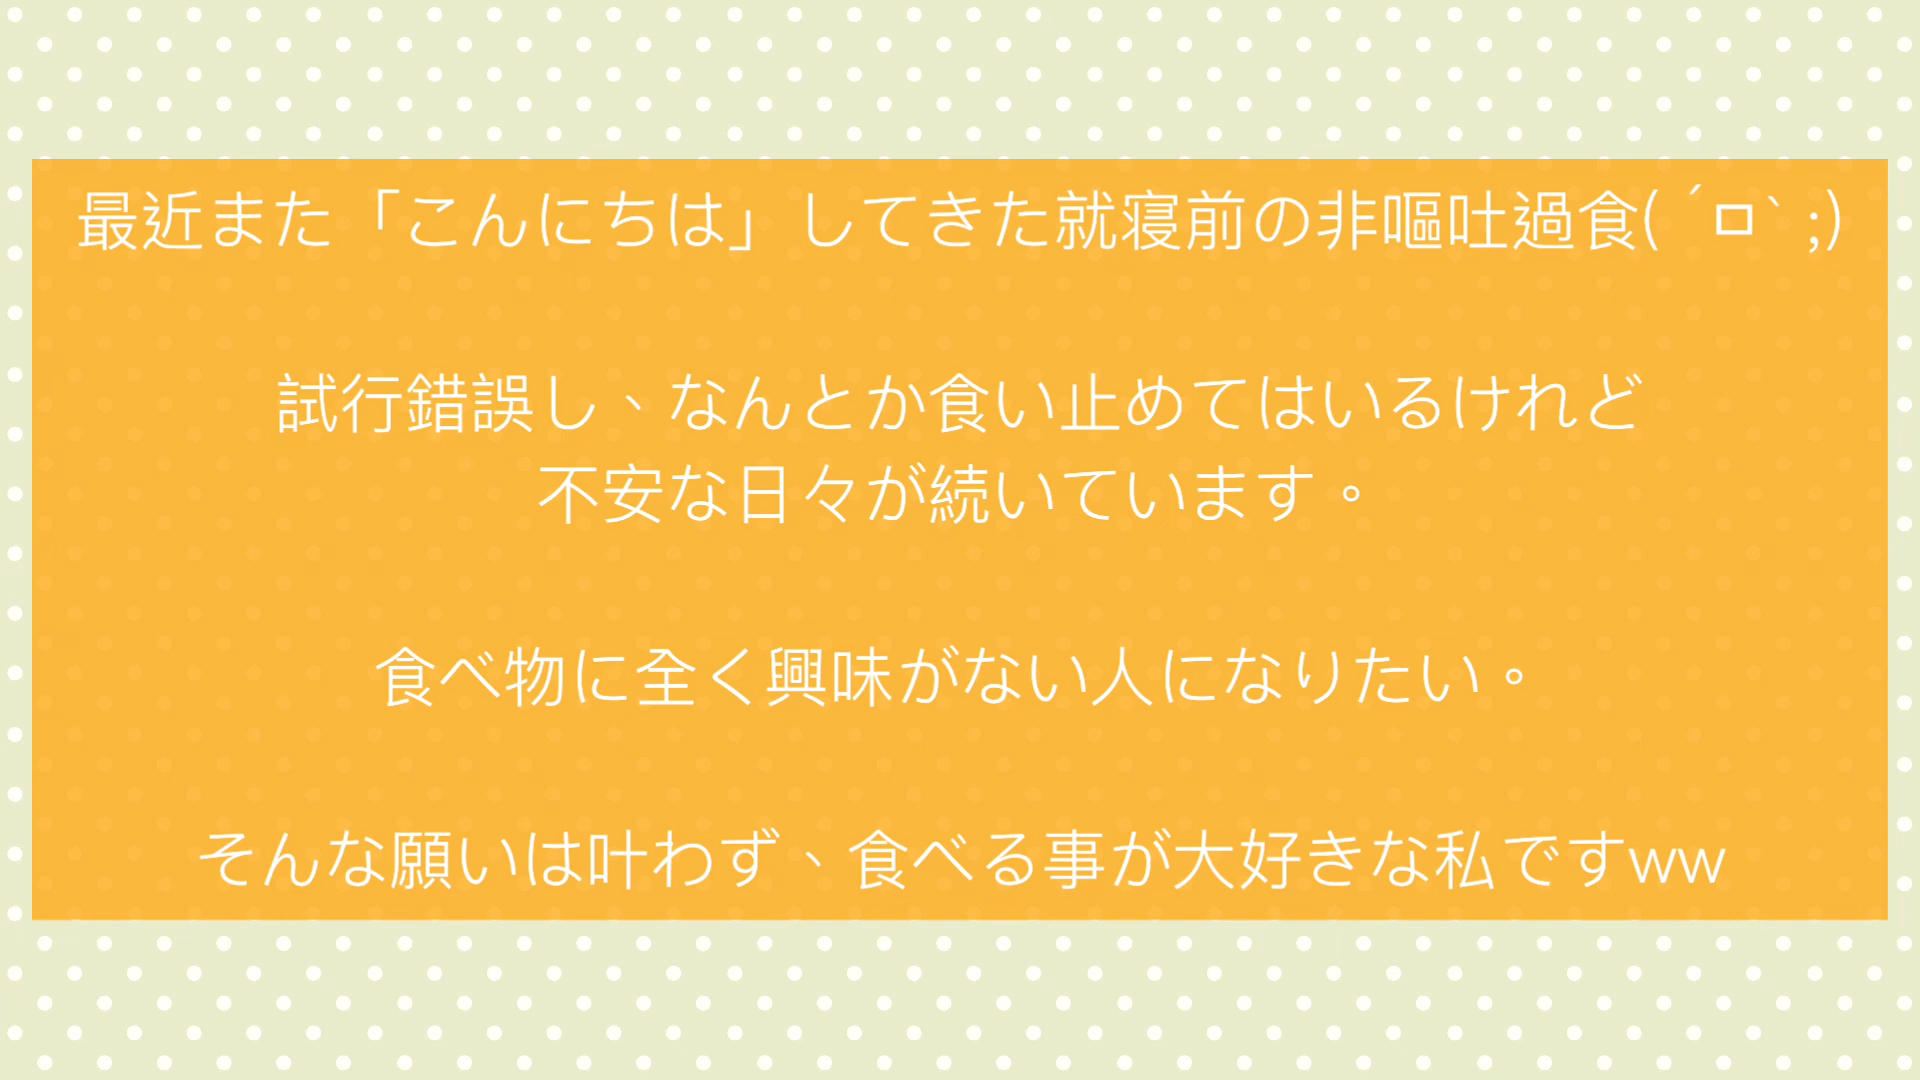 最近また「こんにちは」してきた就寝前の非嘔吐過食( ´ㅁ` ;)
試行錯誤し、なんとか食い止めてはいるけれど
不安な日々が続いています。
食べ物に全く興味がない人になりたい。
そんな願いは叶わず、食べる事が大好きな私ですww